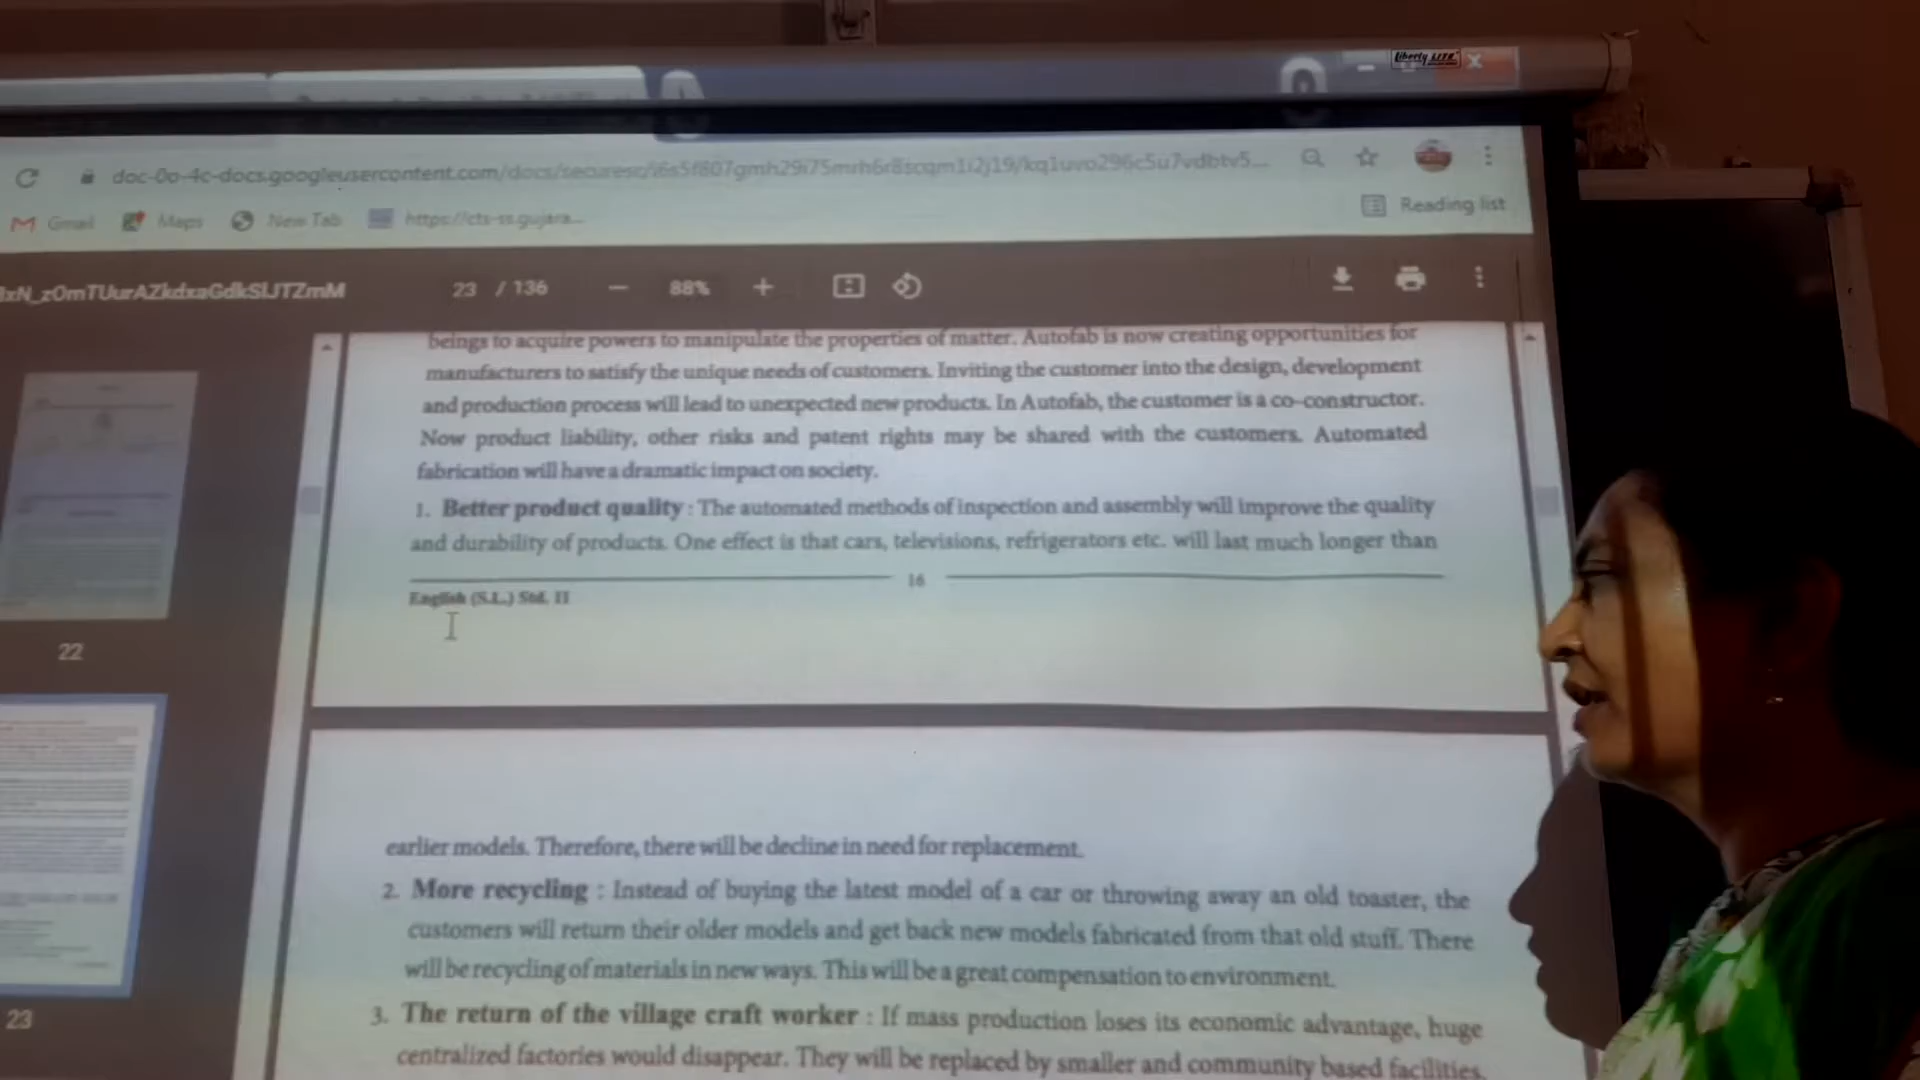 Liberty LITE
doc-0o-4c-docs.googleusercontent.com/docs/securesc/i6s5f807gmh29i75mrh6r8scqm1i2j19/kq1uvo296c5u7vdbtv5...
Gmail Maps New Tab https://cts-ss.gujara... Reading list
23 / 136 88%
beings to acquire powers to manipulate the properties of matter. Autofab is now creating opportunities for
manufacturers to satisfy the unique needs of customers. Inviting the customer into the design, development
and production process will lead to unexpected new products. In Autofab, the customer is a co-constructor.
Now product liability, other risks and patent rights may be shared with the customers. Automated
fabrication will have a dramatic impact on society.
1. Better product quality : The automated methods of inspection and assembly will improve the quality
and durability of products. One effect is that cars, televisions, refrigerators etc. will last much longer than
16
English (S.L.) Std. 11
22
earlier models. Therefore, there will be decline in need for replacement.
2. More recycling : Instead of buying the latest model of a car or throwing away an old toaster, the
customers will return their older models and get back new models fabricated from that old stuff. There
will be recycling of materials in new ways. This will be a great compensation to environment.
3. The return of the village craft worker : If mass production loses its economic advantage, huge
centralized factories would disappear. They will be replaced by smaller and community based facilities.
23